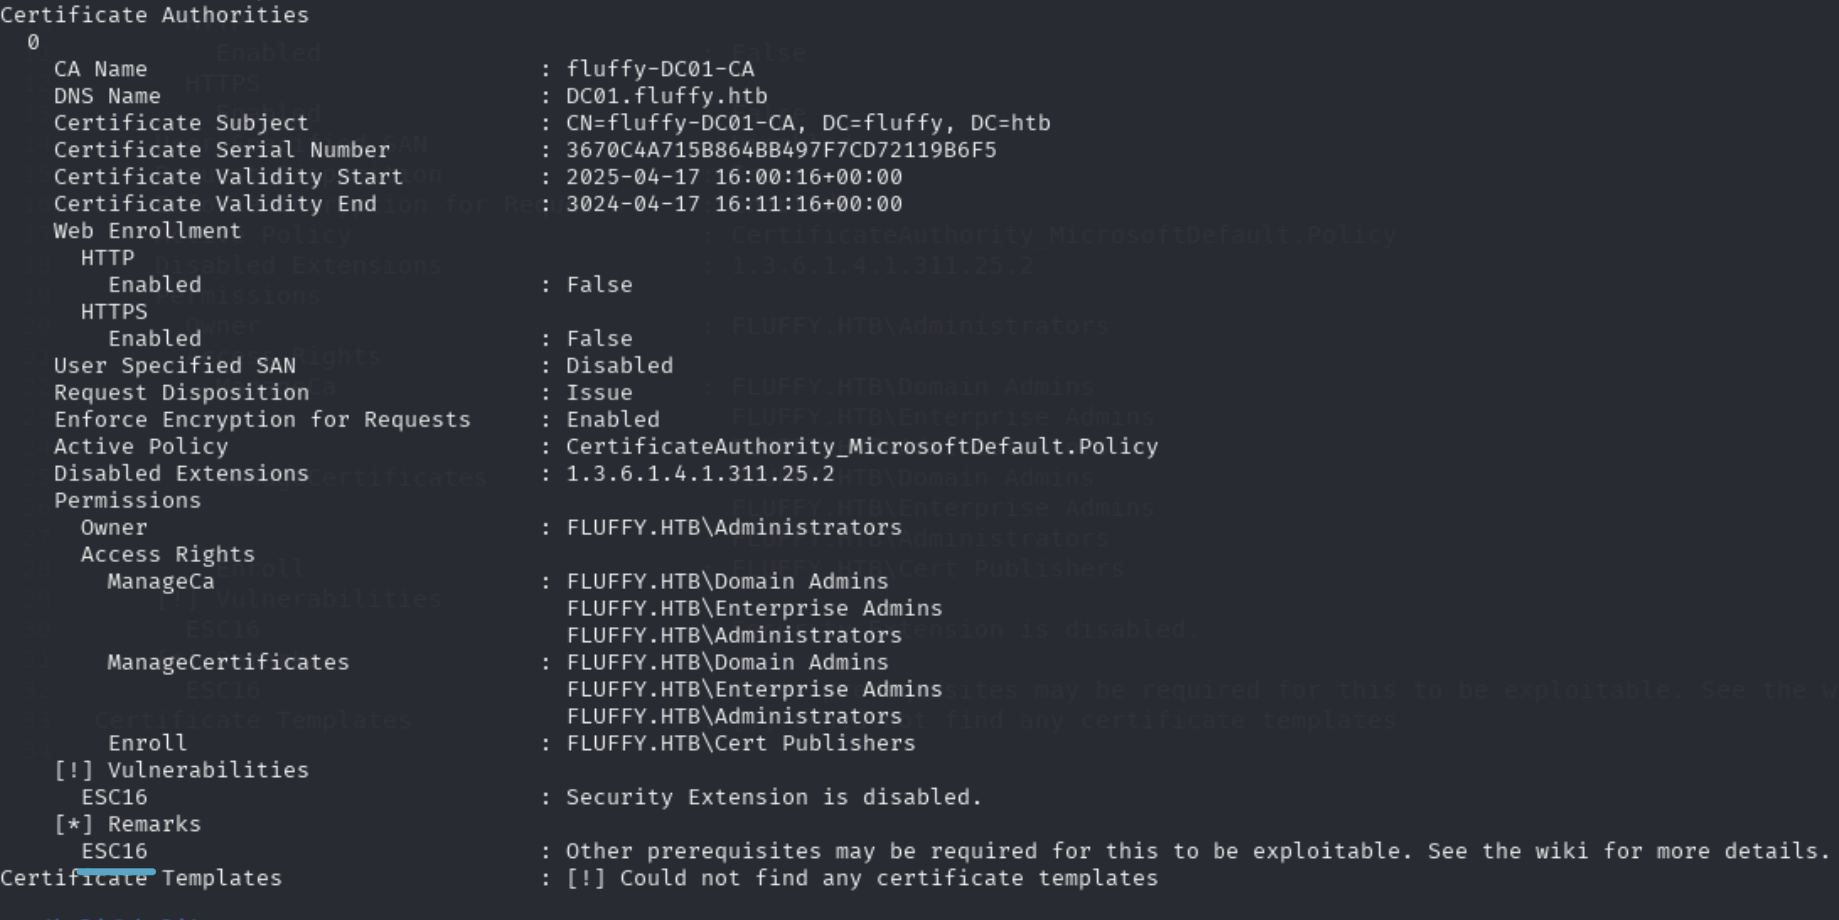 Certificate Authorities
0
CA Name : fluffy-DC01-CA
DNS Name : DC01.fluffy.htb
Certificate Subject : CN=fluffy-DC01-CA, DC=fluffy, DC=htb
Certificate Serial Number : 3670C4A715B864BB497F7CD72119B6F5
Certificate Validity Start : 2025-04-17 16:00:16+00:00
Certificate Validity End : 3024-04-17 16:11:16+00:00
Web Enrollment
HTTP
Enabled : False
HTTPS
Enabled : False
User Specified SAN : Disabled
Request Disposition : Issue
Enforce Encryption for Requests : Enabled
Active Policy : CertificateAuthority_MicrosoftDefault.Policy
Disabled Extensions : 1.3.6.1.4.1.311.25.2
Permissions
Owner : FLUFFY.HTB\Administrators
Access Rights
ManageCa : FLUFFY.HTB\Domain Admins
FLUFFY.HTB\Enterprise Admins
FLUFFY.HTB\Administrators
ManageCertificates : FLUFFY.HTB\Domain Admins
FLUFFY.HTB\Enterprise Admins
FLUFFY.HTB\Administrators
Enroll : FLUFFY.HTB\Cert Publishers
[!] Vulnerabilities
ESC16 : Security Extension is disabled.
[*] Remarks
ESC16 : Other prerequisites may be required for this to be exploitable. See the wiki for more details.
Certificate Templates : [!] Could not find any certificate templates